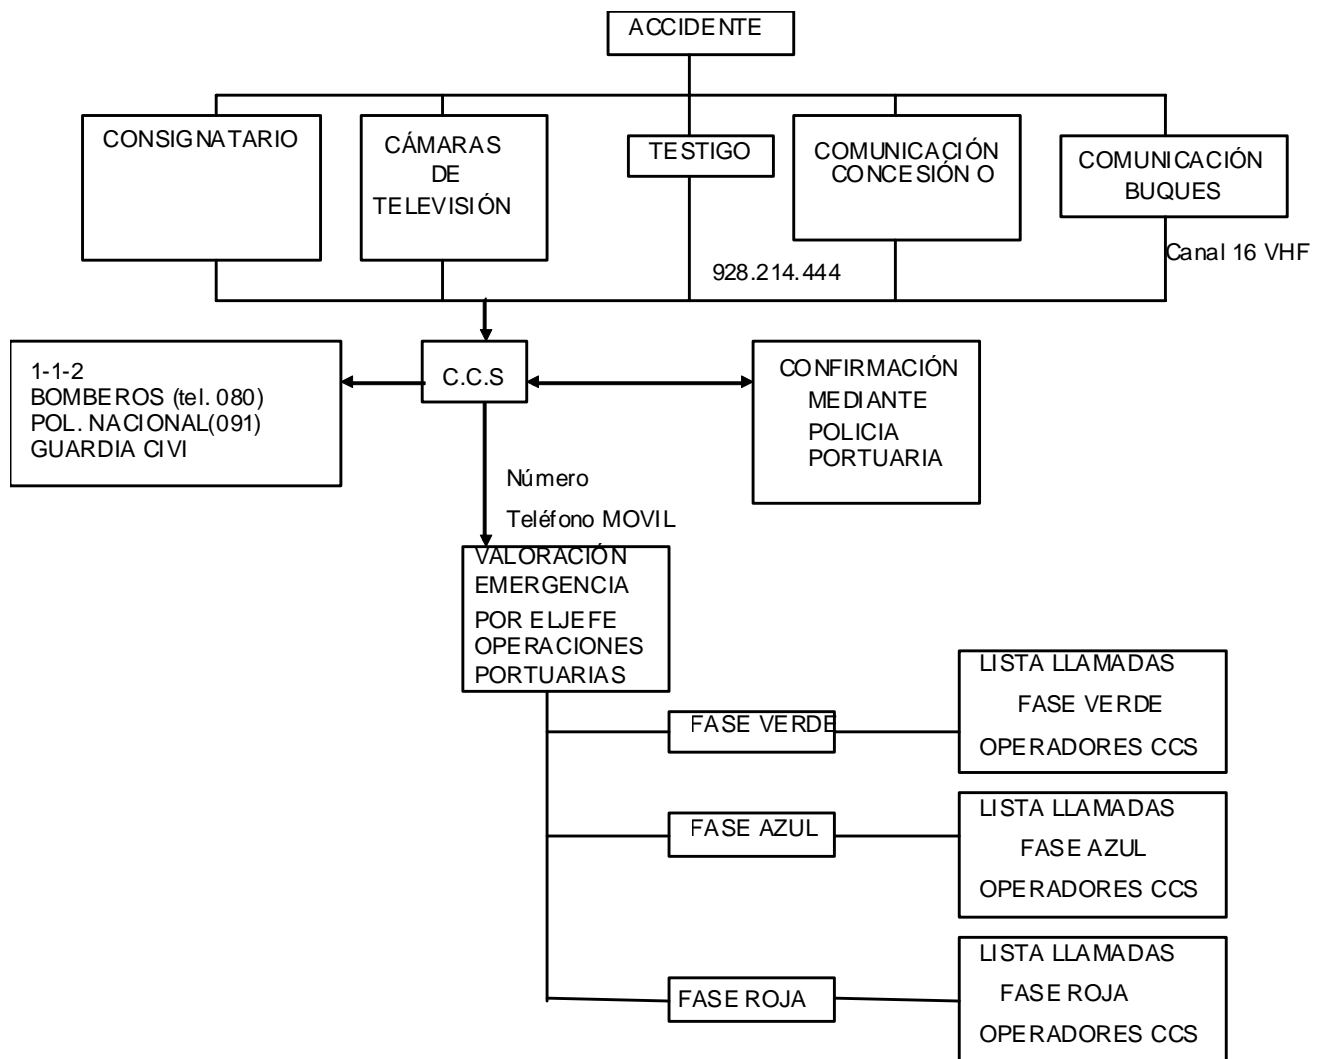 ACCIDENTE
CONSIGNATARIO
CÁMARAS
DE
TELEVISIÓN
TESTIGO
COMUNICACIÓN
CONCESIÓN O
COMUNICACIÓN
BUQUES
928.214.444
Canal 16 VHF
1-1-2
BOMBEROS (tel. 080)
POL. NACIONAL(091)
GUARDIA CIVI
C.C.S
CONFIRMACIÓN
MEDIANTE
POLICIA
PORTUARIA
Número
Teléfono MOVIL
VALORACIÓN
EMERGENCIA
POR ELJEFE
OPERACIONES
PORTUARIAS
FASE VERDE
LISTA LLAMADAS
FASE VERDE
OPERADORES CCS
FASE AZUL
LISTA LLAMADAS
FASE AZUL
OPERADORES CCS
FASE ROJA
LISTA LLAMADAS
FASE ROJA
OPERADORES CCS